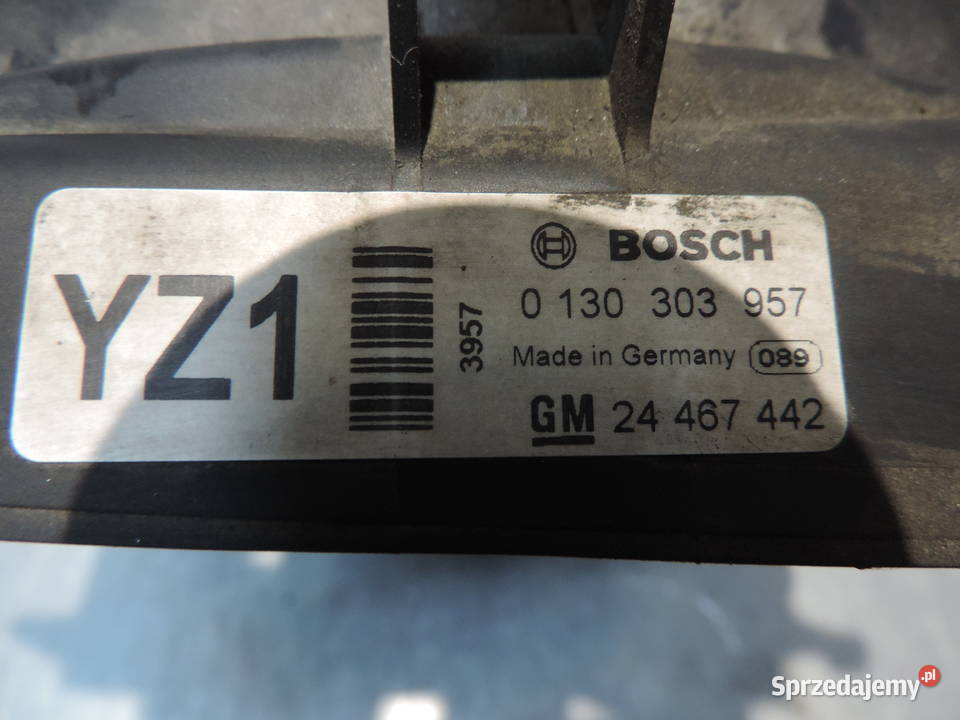 YZ1
3957
BOSCH
0 130 303 957
Made in Germany 089
GM 24 467 442
Sprzedajemy.pl